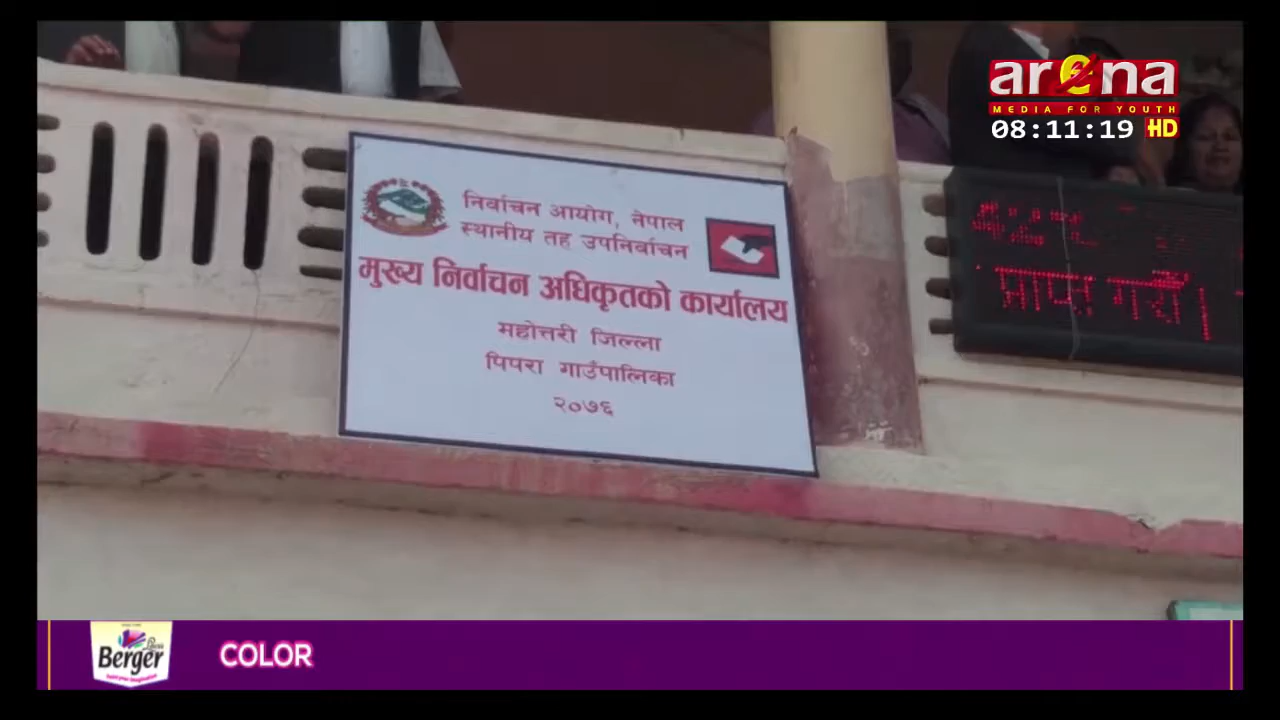 arena
MEDIA FOR YOUTH
08:11:19 HD
निर्वाचन आयोग, नेपाल
स्थानीय तह उपनिर्वाचन
मुख्य निर्वाचन अधिकृतको कार्यालय
महोत्तरी जिल्ला
पिपरा गाउँपालिका
२०७६
प्राप्त गरौं।
Berger
COLOR